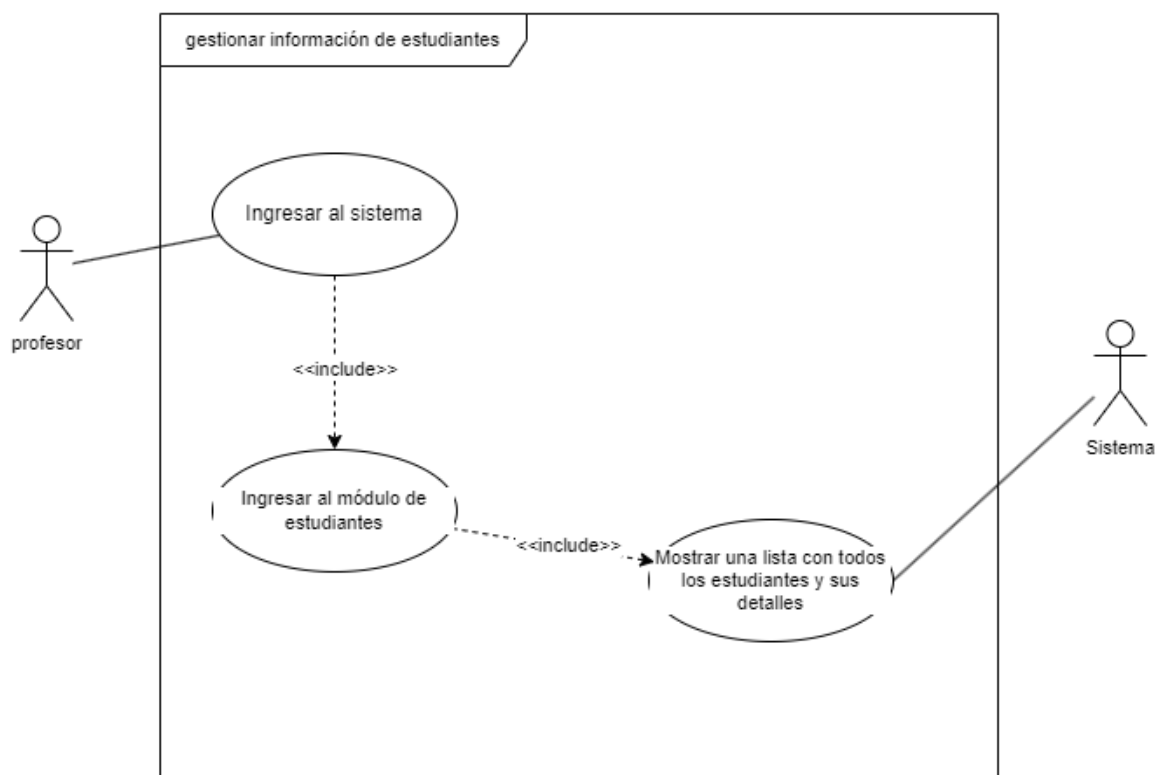 gestionar información de estudiantes
Ingresar al sistema
profesor
<<include>>
Sistema
Ingresar al módulo de
estudiantes
<<include>>
Mostrar una lista con todos
los estudiantes y sus
detalles